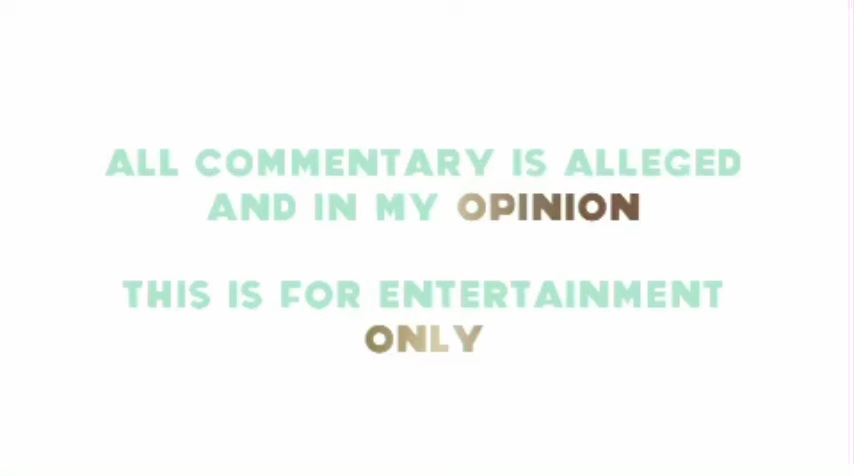 ALL COMMENTARY IS ALLEGED
AND IN MY OPINION
THIS IS FOR ENTERTAINMENT
ONLY